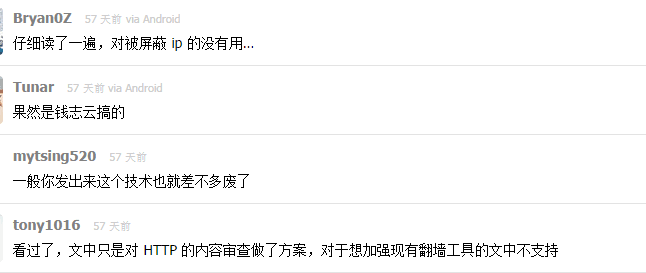 Bryan0Z 57 天前 via Android
仔细读了一遍，对被屏蔽 ip 的没有用...
Tunar 57 天前 via Android
果然是钱志云搞的
mytsing520 57 天前
一般你发出来这个技术也就差不多废了
tony1016 57 天前
看过了，文中只是对 HTTP 的内容审查做了方案，对于想加强现有翻墙工具的文中不支持